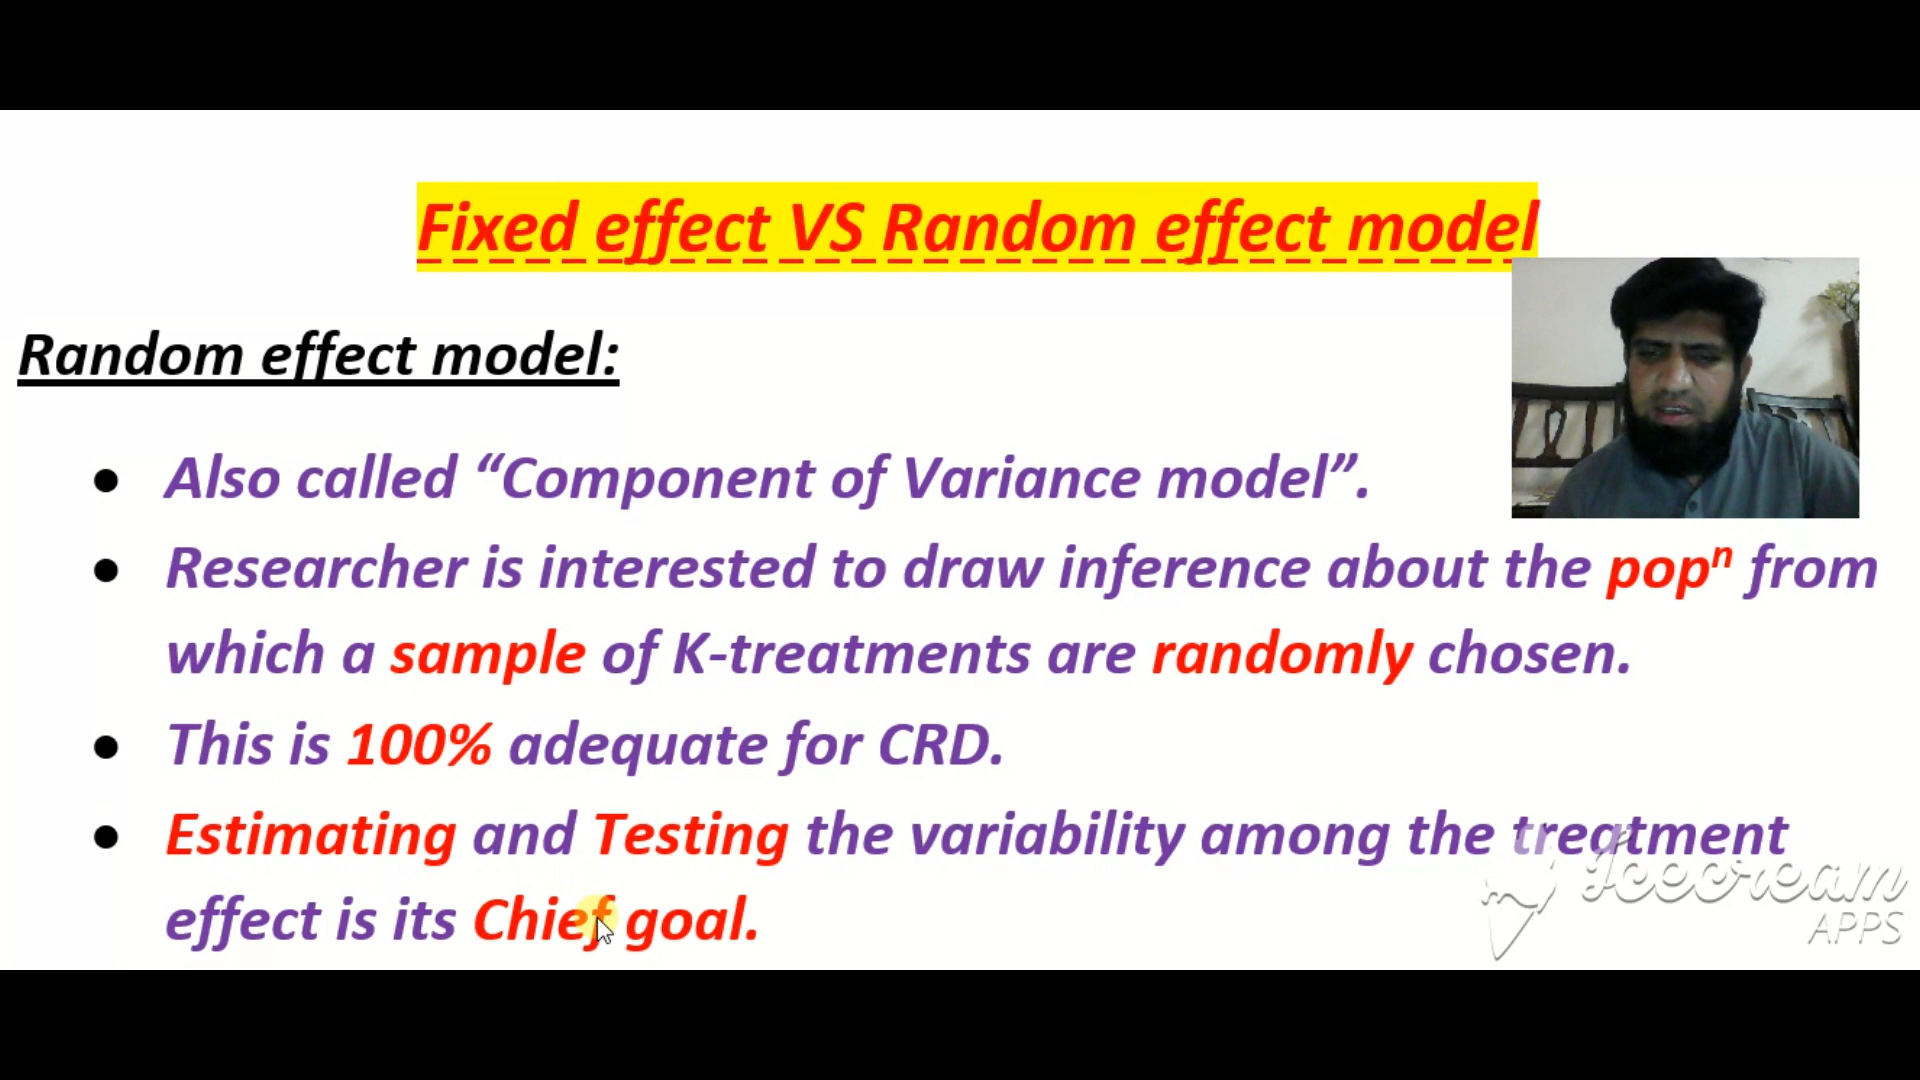 Fixed effect VS Random effect model
Random effect model:
• Also called “Component of Variance model”.
• Researcher is interested to draw inference about the popⁿ from
which a sample of K-treatments are randomly chosen.
• This is 100% adequate for CRD.
• Estimating and Testing the variability among the treatment
effect is its Chief goal.
Icecream
APPS